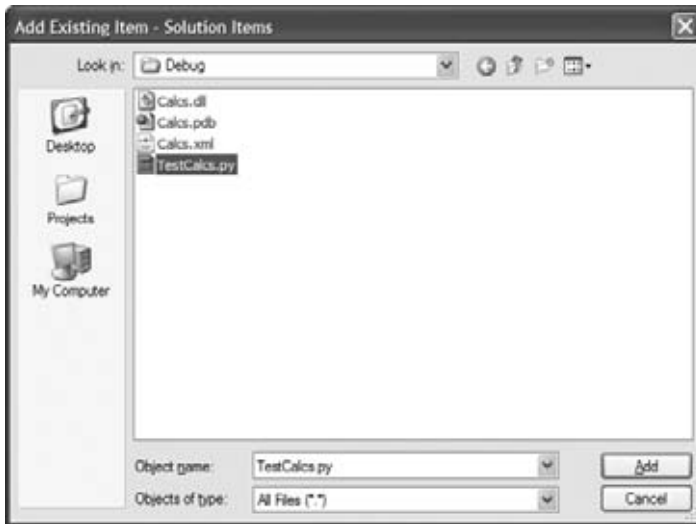 Add Existing Item - Solution Items
Look in: Debug
Desktop
Projects
My Computer
Calcs.dll
Calcs.pdb
Calcs.xml
TestCalcs.py
Object name: TestCalcs.py
Add
Objects of type: All Files (*.*)
Cancel